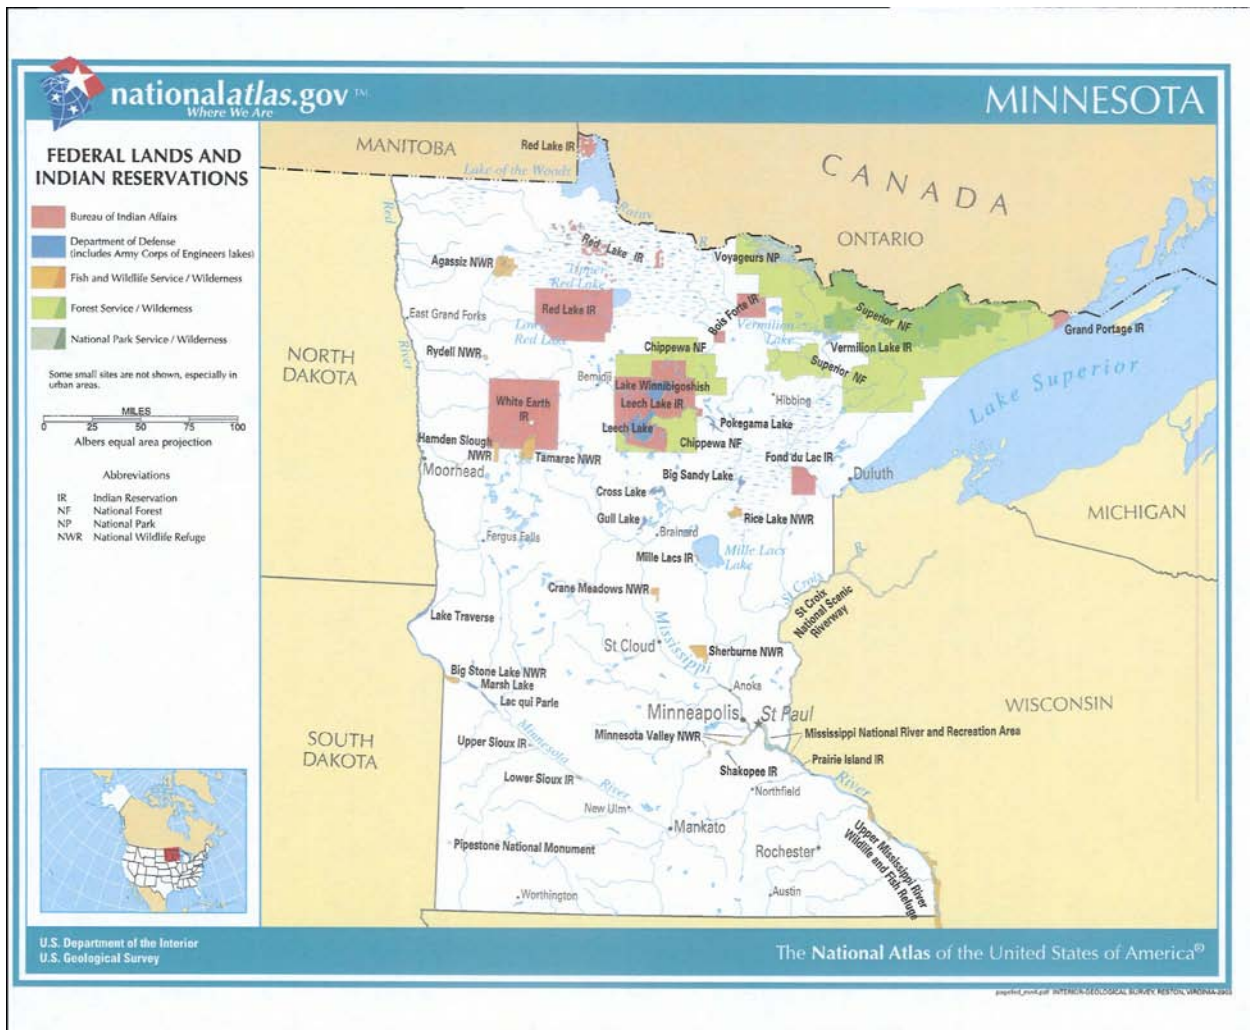 nationalatlas.gov TM
Where We Are
MINNESOTA
FEDERAL LANDS AND
INDIAN RESERVATIONS
Bureau of Indian Affairs
Department of Defense
(includes Army Corps of Engineers lakes)
Fish and Wildlife Service / Wilderness
Forest Service / Wilderness
National Park Service / Wilderness
Some small sites are not shown, especially in
urban areas.
MILES
0 25 50 75 100
Albers equal area projection
Abbreviations
IR Indian Reservation
NF National Forest
NP National Park
NWR National Wildlife Refuge
MANITOBA
Red Lake IR
Lake of the Woods
CANADA
ONTARIO
Red
River
Rainy
R
Red Lake IR
Voyageurs NP
Agassiz NWR
Upper
Red Lake
Red Lake IR
Lower
Red Lake
East Grand Forks
Bois Forte IR
Vermilion
Lake
Superior NF
Vermilion Lake IR
Grand Portage IR
Superior NF
Lake Superior
Chippewa NF
Rydell NWR
NORTH
DAKOTA
Bemidji
Lake Winnibigoshish
Leech Lake IR
Hibbing
White Earth
IR
Leech Lake
Pokegama Lake
Chippewa NF
Hamden Slough
NWR
Tamarac NWR
Moorhead
Fond du Lac IR
Duluth
Big Sandy Lake
Cross Lake
Gull Lake
Rice Lake NWR
Brainerd
Fergus Falls
MICHIGAN
Mille Lacs IR
Mille Lacs
Lake
St Croix
R
St Croix
National Scenic
Riverway
Crane Meadows NWR
Lake Traverse
St Cloud
Mississippi
Sherburne NWR
Big Stone Lake NWR
Marsh Lake
Lac qui Parle
Anoka
WISCONSIN
Minneapolis
St Paul
Minnesota Valley NWR
Mississippi National River and Recreation Area
SOUTH
DAKOTA
Upper Sioux IR
Minnesota
River
Prairie Island IR
Shakopee IR
Lower Sioux IR
Northfield
River
New Ulm
Mankato
Pipestone National Monument
Rochester
Upper Mississippi River
Wildlife and Fish Refuge
Worthington
Austin
U.S. Department of the Interior
U.S. Geological Survey
The National Atlas of the United States of America®
INTERIOR-GEOLOGICAL SURVEY, RESTON, VIRGINIA-2003